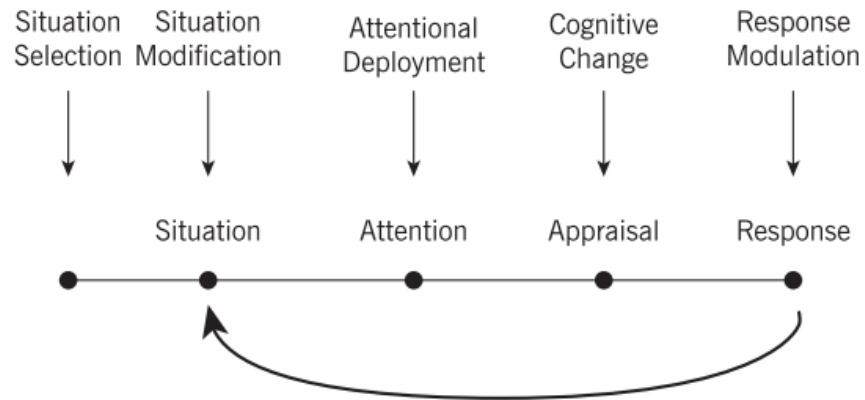 Situation Selection
Situation Modification
Attentional Deployment
Cognitive Change
Response Modulation
Situation
Attention
Appraisal
Response